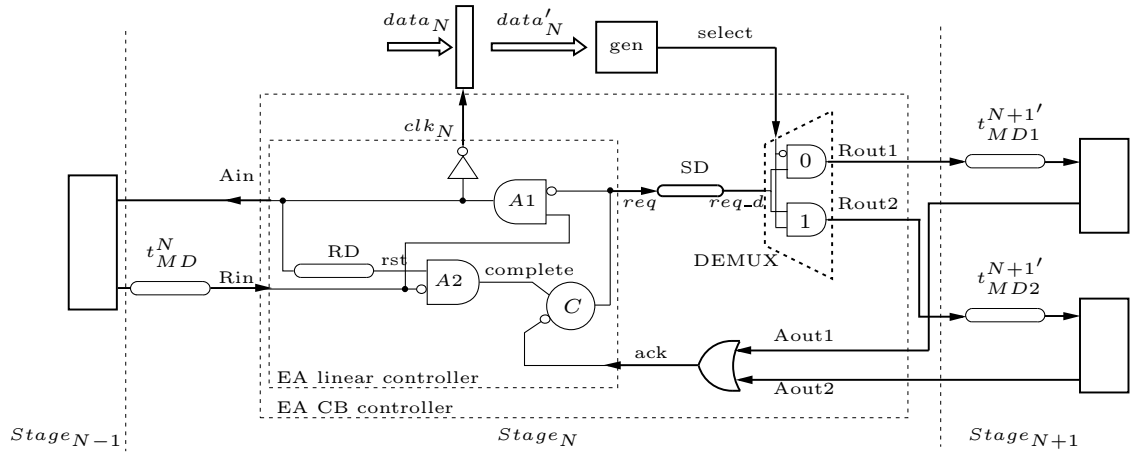 data_N
data'_N
gen
select
clk_N
t^{N+1'}_{MD1}
0
Rout1
SD
Ain
A1
req
req_d
Rout2
1
t^N_{MD}
RD
rst
DEMUX
t^{N+1'}_{MD2}
Rin
A2
complete
C
Aout1
ack
EA linear controller
Aout2
EA CB controller
Stage_{N−1}
Stage_N
Stage_{N+1}